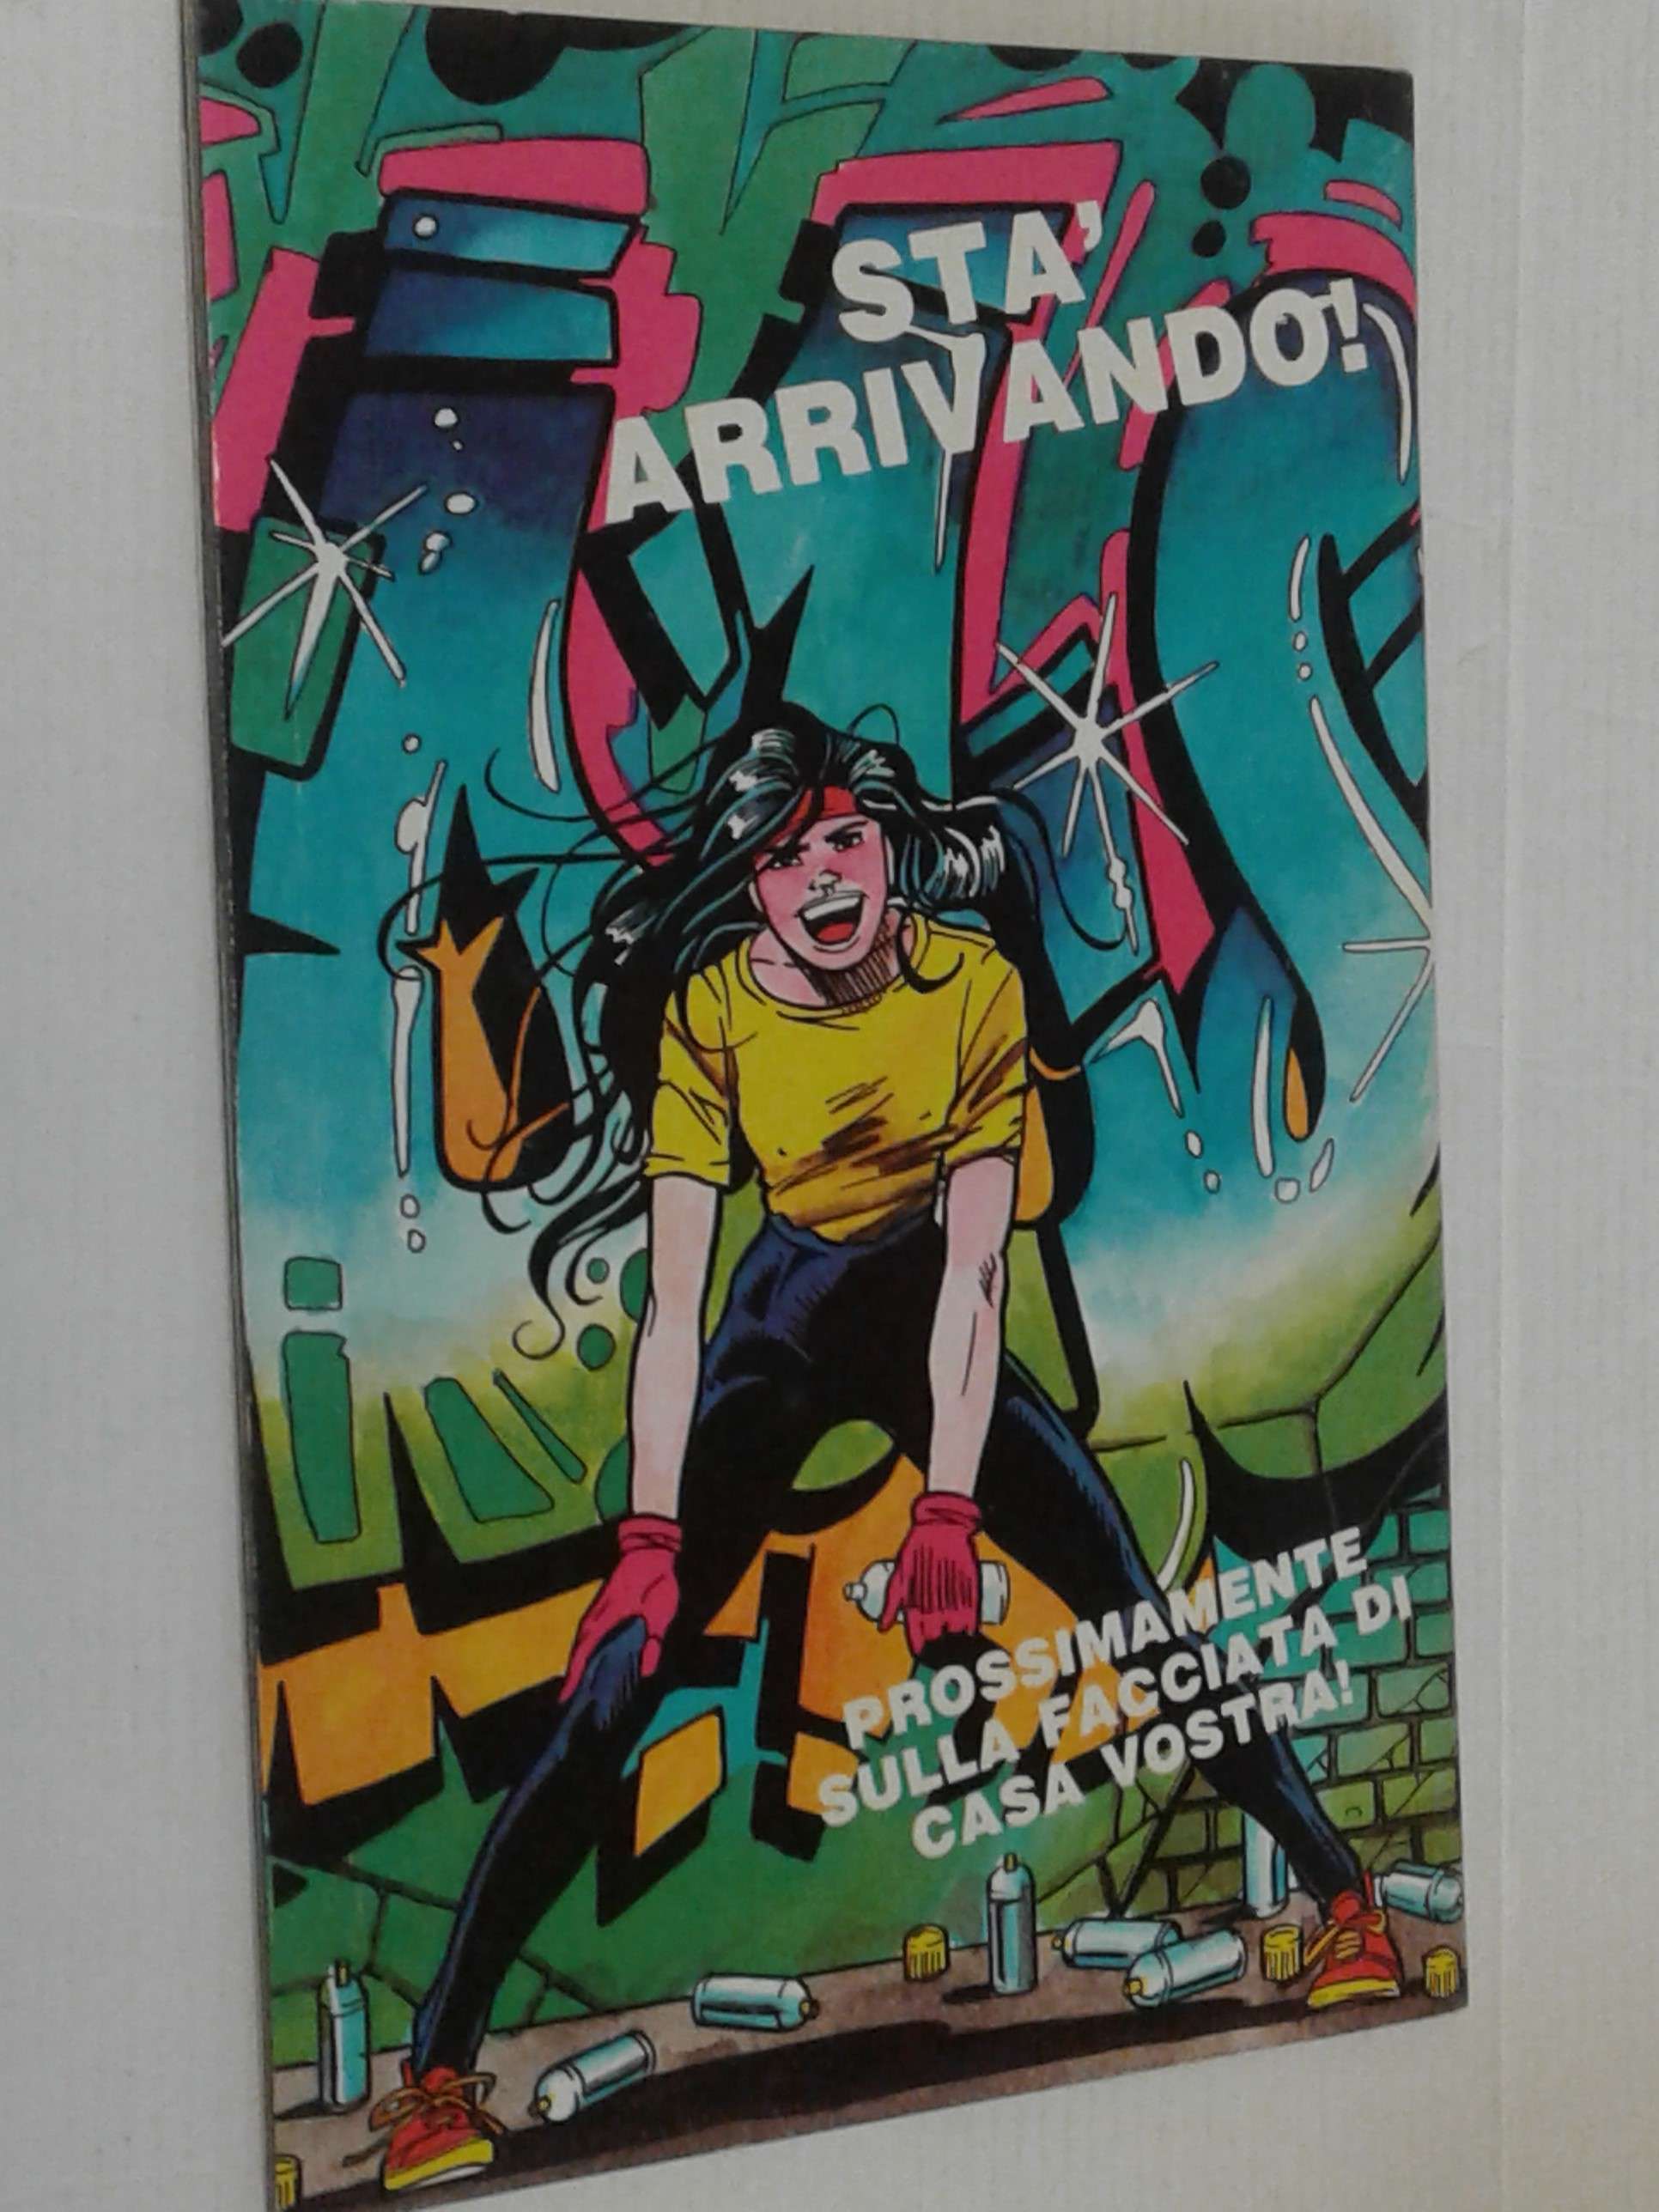 STA'
ARRIVANDO!
PROSSIMAMENTE
SULLA FACCIATA DI
CASA VOSTRA!